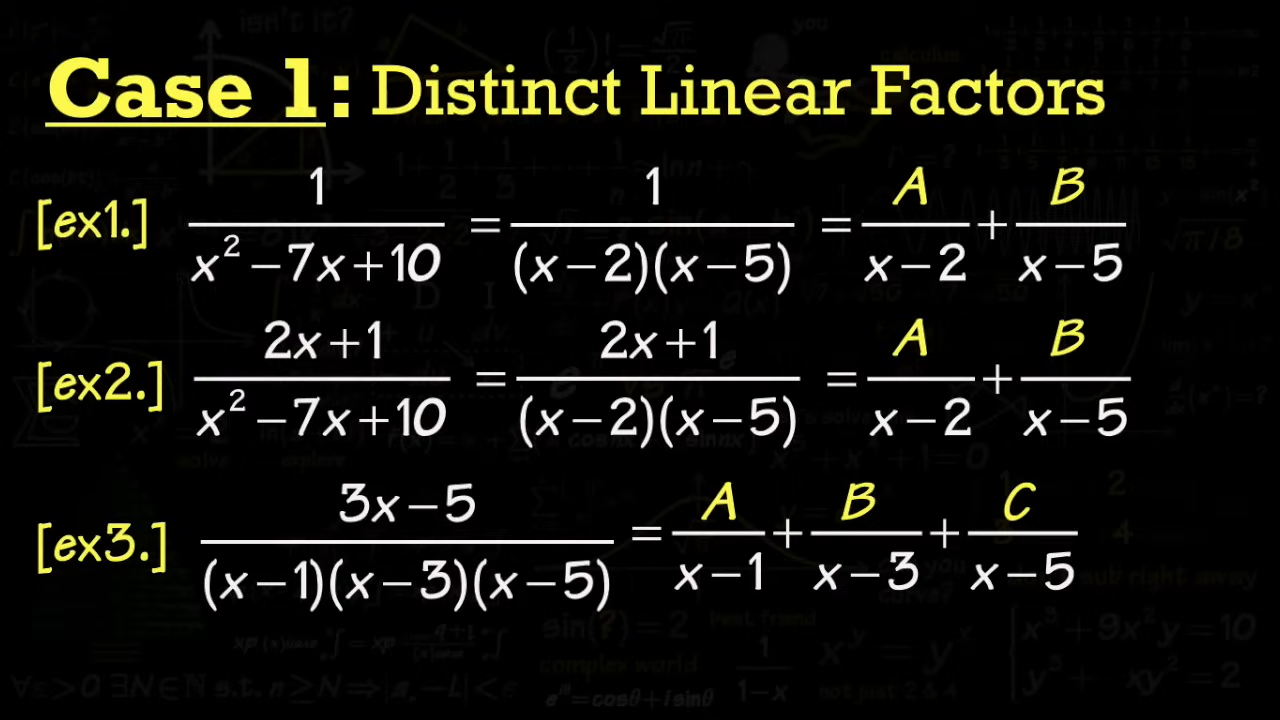 Case 1: Distinct Linear Factors
[ex1.] 1/(x² − 7x + 10) = 1/((x − 2)(x − 5)) = A/(x − 2) + B/(x − 5)
[ex2.] (2x + 1)/(x² − 7x + 10) = (2x + 1)/((x − 2)(x − 5)) = A/(x − 2) + B/(x − 5)
[ex3.] (3x − 5)/((x − 1)(x − 3)(x − 5)) = A/(x − 1) + B/(x − 3) + C/(x − 5)